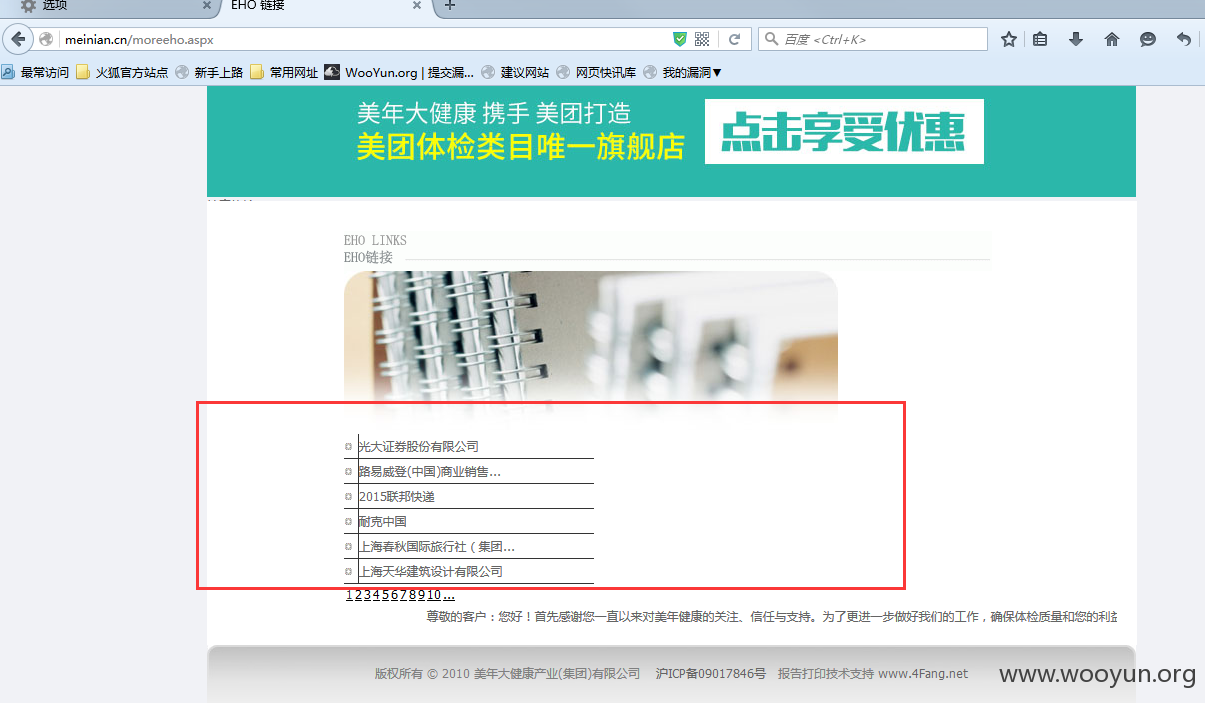 选项
EHO 链接
meinian.cn/moreeho.aspx
百度 <Ctrl+K>
最常访问 火狐官方站点 新手上路 常用网址 WooYun.org | 提交漏... 建议网站 网页快讯库 我的漏洞▼
美年大健康 携手 美团打造
美团体检类目唯一旗舰店
点击享受优惠
EHO LINKS
EHO链接
光大证券股份有限公司
路易威登(中国)商业销售...
2015联邦快递
耐克中国
上海春秋国际旅行社（集团...
上海天华建筑设计有限公司
1 2 3 4 5 6 7 8 9 10 ...
尊敬的客户：您好！首先感谢您一直以来对美年健康的关注、信任与支持。为了更进一步做好我们的工作，确保体检质量和您的利益
版权所有 © 2010 美年大健康产业(集团)有限公司 沪ICP备09017846号 报告打印技术支持 www.4Fang.net
www.wooyun.org